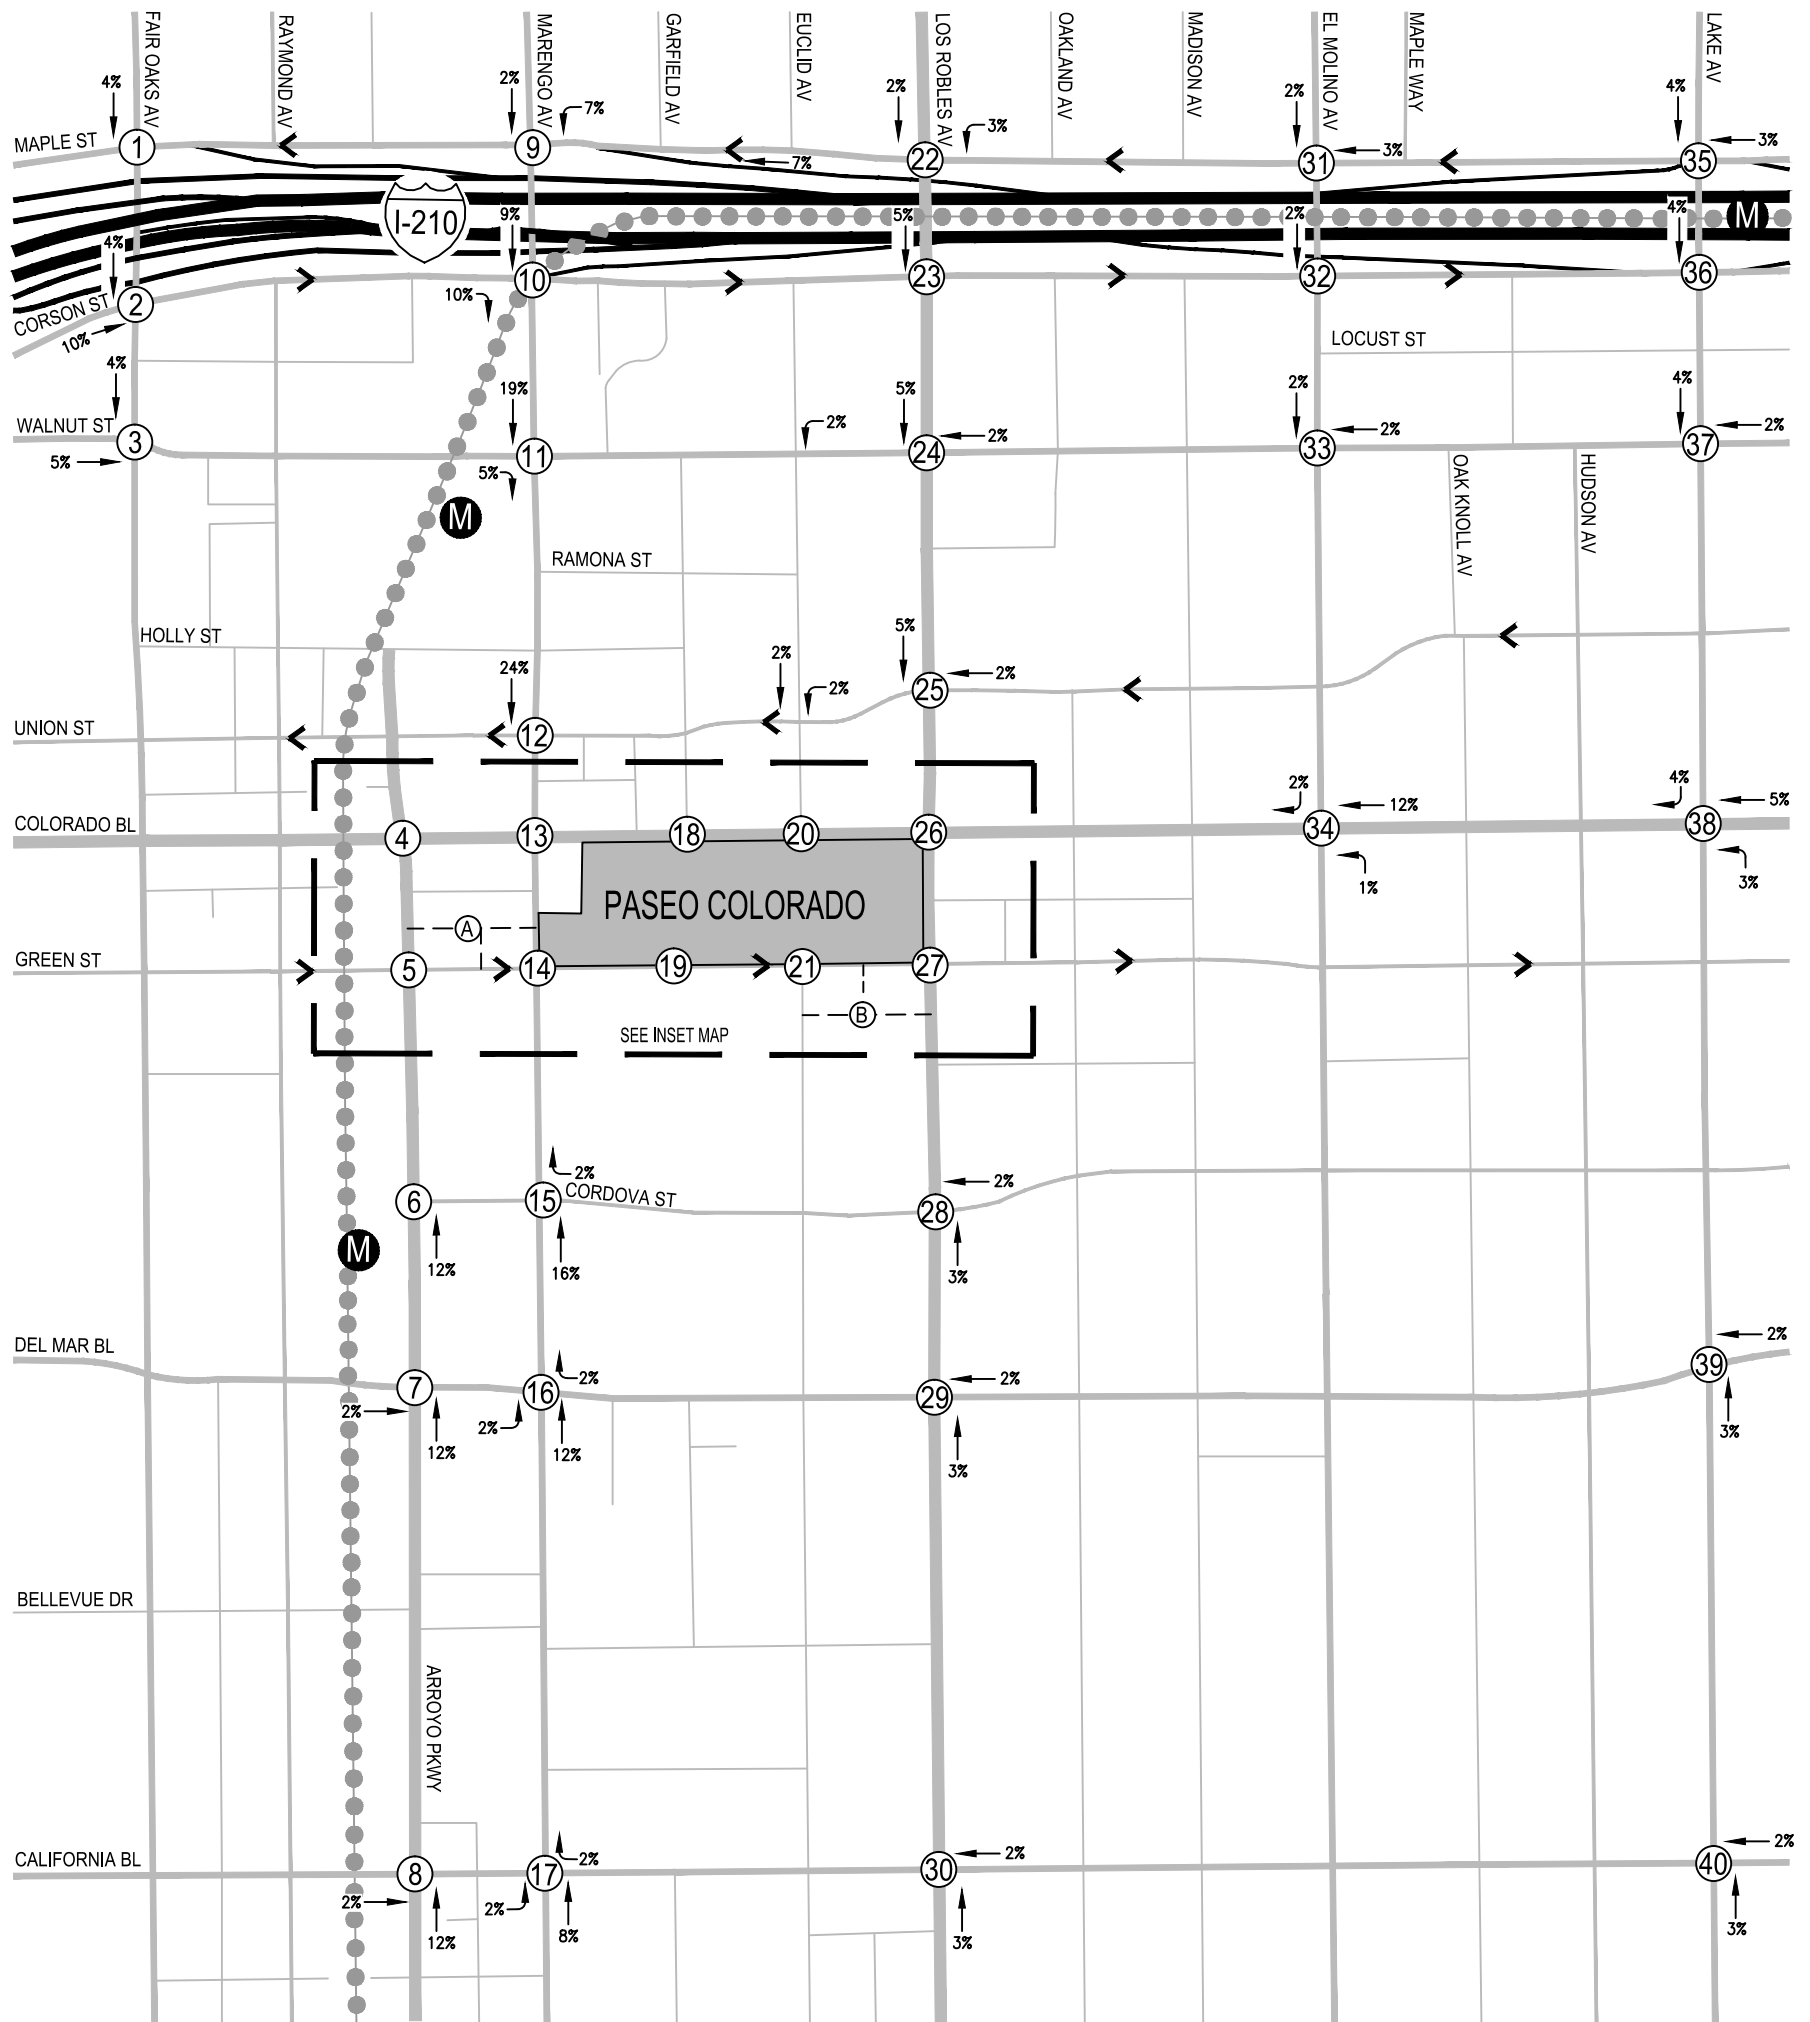 FAIR OAKS AV
RAYMOND AV
MARENGO AV
GARFIELD AV
EUCLID AV
LOS ROBLES AV
OAKLAND AV
MADISON AV
EL MOLINO AV
MAPLE WAY
LAKE AV
4%
2%
7%
2%
3%
2%
4%
MAPLE ST
1
9
22
31
3%
35
3%
7%
I-210
4%
9%
5%
2%
4%
M
CORSON ST
2
10
23
32
36
10%
10%
LOCUST ST
4%
19%
5%
2%
4%
WALNUT ST
3
5%
11
5%
2%
24
2%
33
2%
37
2%
OAK KNOLL AV
HUDSON AV
M
RAMONA ST
HOLLY ST
24%
2%
2%
5%
25
2%
UNION ST
12
COLORADO BL
4
13
18
20
26
2%
34
12%
1%
4%
38
5%
3%
PASEO COLORADO
A
GREEN ST
5
14
19
21
27
B
SEE INSET MAP
6
12%
15
2%
16%
CORDOVA ST
28
2%
3%
M
DEL MAR BL
7
2%
12%
16
2%
2%
12%
29
2%
3%
39
2%
3%
BELLEVUE DR
ARROYO PKWY
CALIFORNIA BL
8
2%
12%
17
2%
2%
8%
30
2%
3%
40
2%
3%